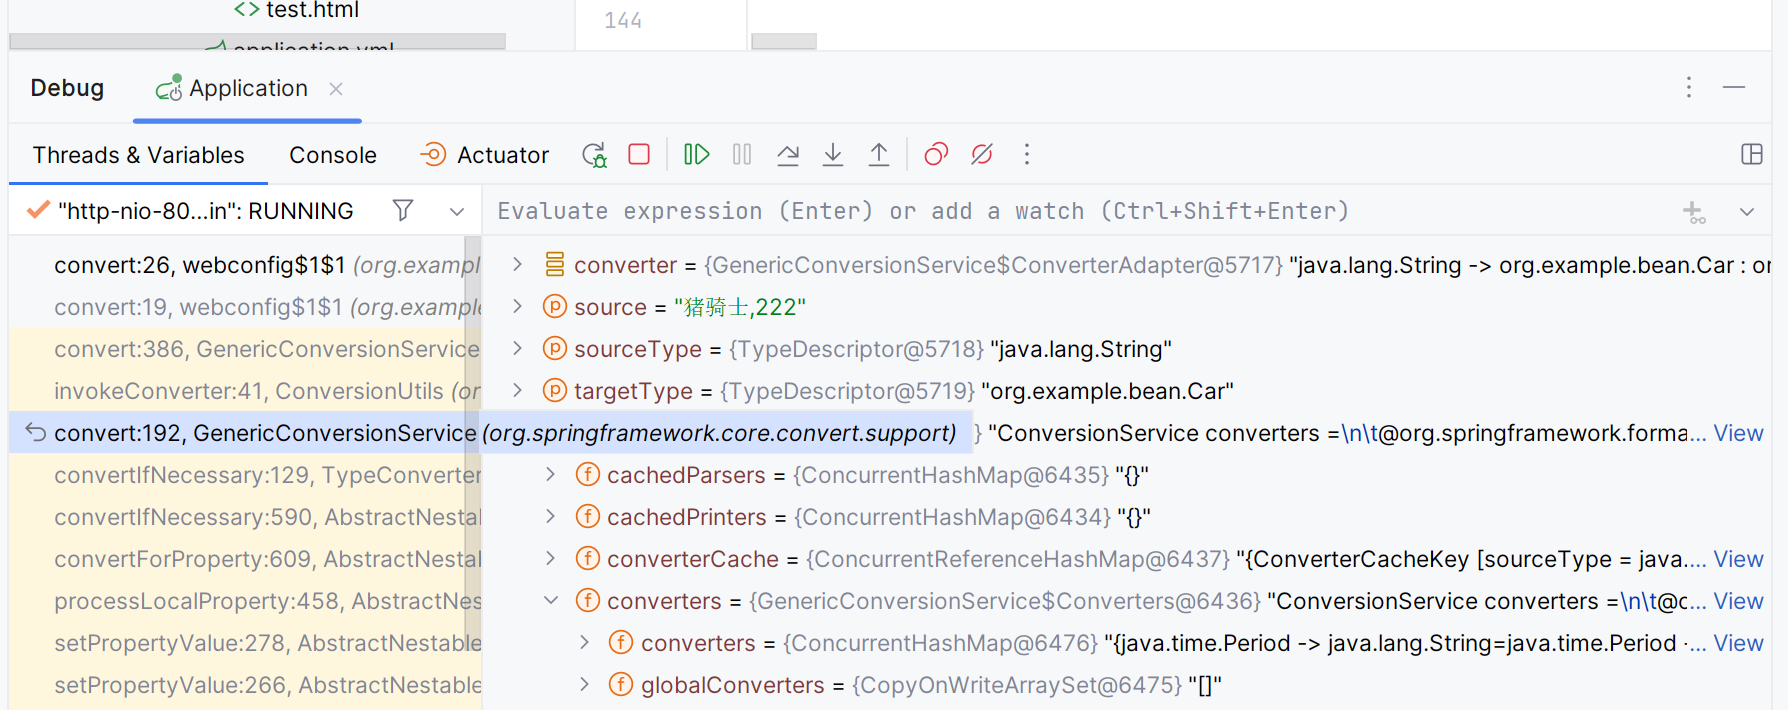 test.html
144
application.yml
Debug
Application
Threads & Variables
Console
Actuator
"http-nio-80...in": RUNNING
Evaluate expression (Enter) or add a watch (Ctrl+Shift+Enter)
convert:26, webconfig$1$1 (org.exampl
converter = {GenericConversionService$ConverterAdapter@5717} "java.lang.String -> org.example.bean.Car : or
convert:19, webconfig$1$1 (org.example
source = "猪骑士,222"
convert:386, GenericConversionService
sourceType = {TypeDescriptor@5718} "java.lang.String"
invokeConverter:41, ConversionUtils (or
targetType = {TypeDescriptor@5719} "org.example.bean.Car"
convert:192, GenericConversionService (org.springframework.core.convert.support)
} "ConversionService converters =\n\t@org.springframework.forma... View
convertIfNecessary:129, TypeConverter
cachedParsers = {ConcurrentHashMap@6435} "{}"
convertIfNecessary:590, AbstractNestal
cachedPrinters = {ConcurrentHashMap@6434} "{}"
convertForProperty:609, AbstractNestal
converterCache = {ConcurrentReferenceHashMap@6437} "{ConverterCacheKey [sourceType = java.... View
processLocalProperty:458, AbstractNes
converters = {GenericConversionService$Converters@6436} "ConversionService converters =\n\t@c... View
setPropertyValue:278, AbstractNestable
converters = {ConcurrentHashMap@6476} "{java.time.Period -> java.lang.String=java.time.Period -... View
setPropertyValue:266, AbstractNestable
globalConverters = {CopyOnWriteArraySet@6475} "[]"